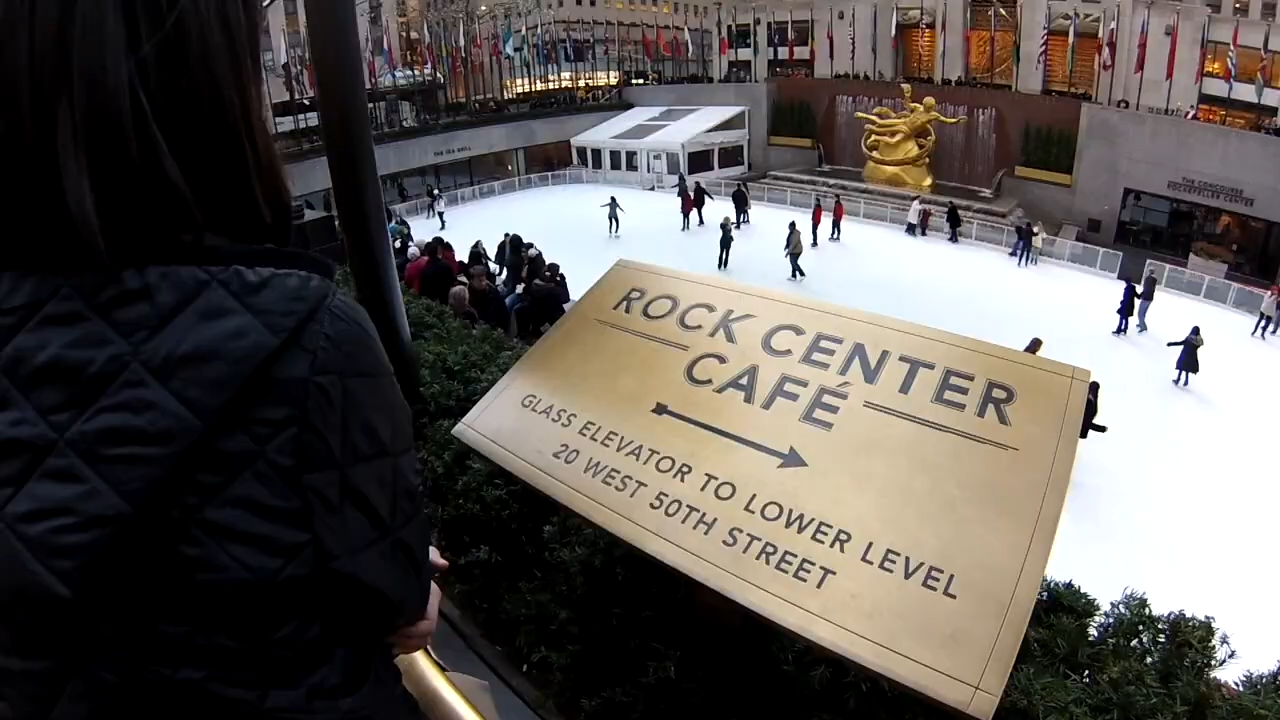 THE SEA GRILL
THE CONCOURSE
ROCKEFELLER CENTER
ROCK CENTER
CAFÉ
GLASS ELEVATOR TO LOWER LEVEL
20 WEST 50TH STREET